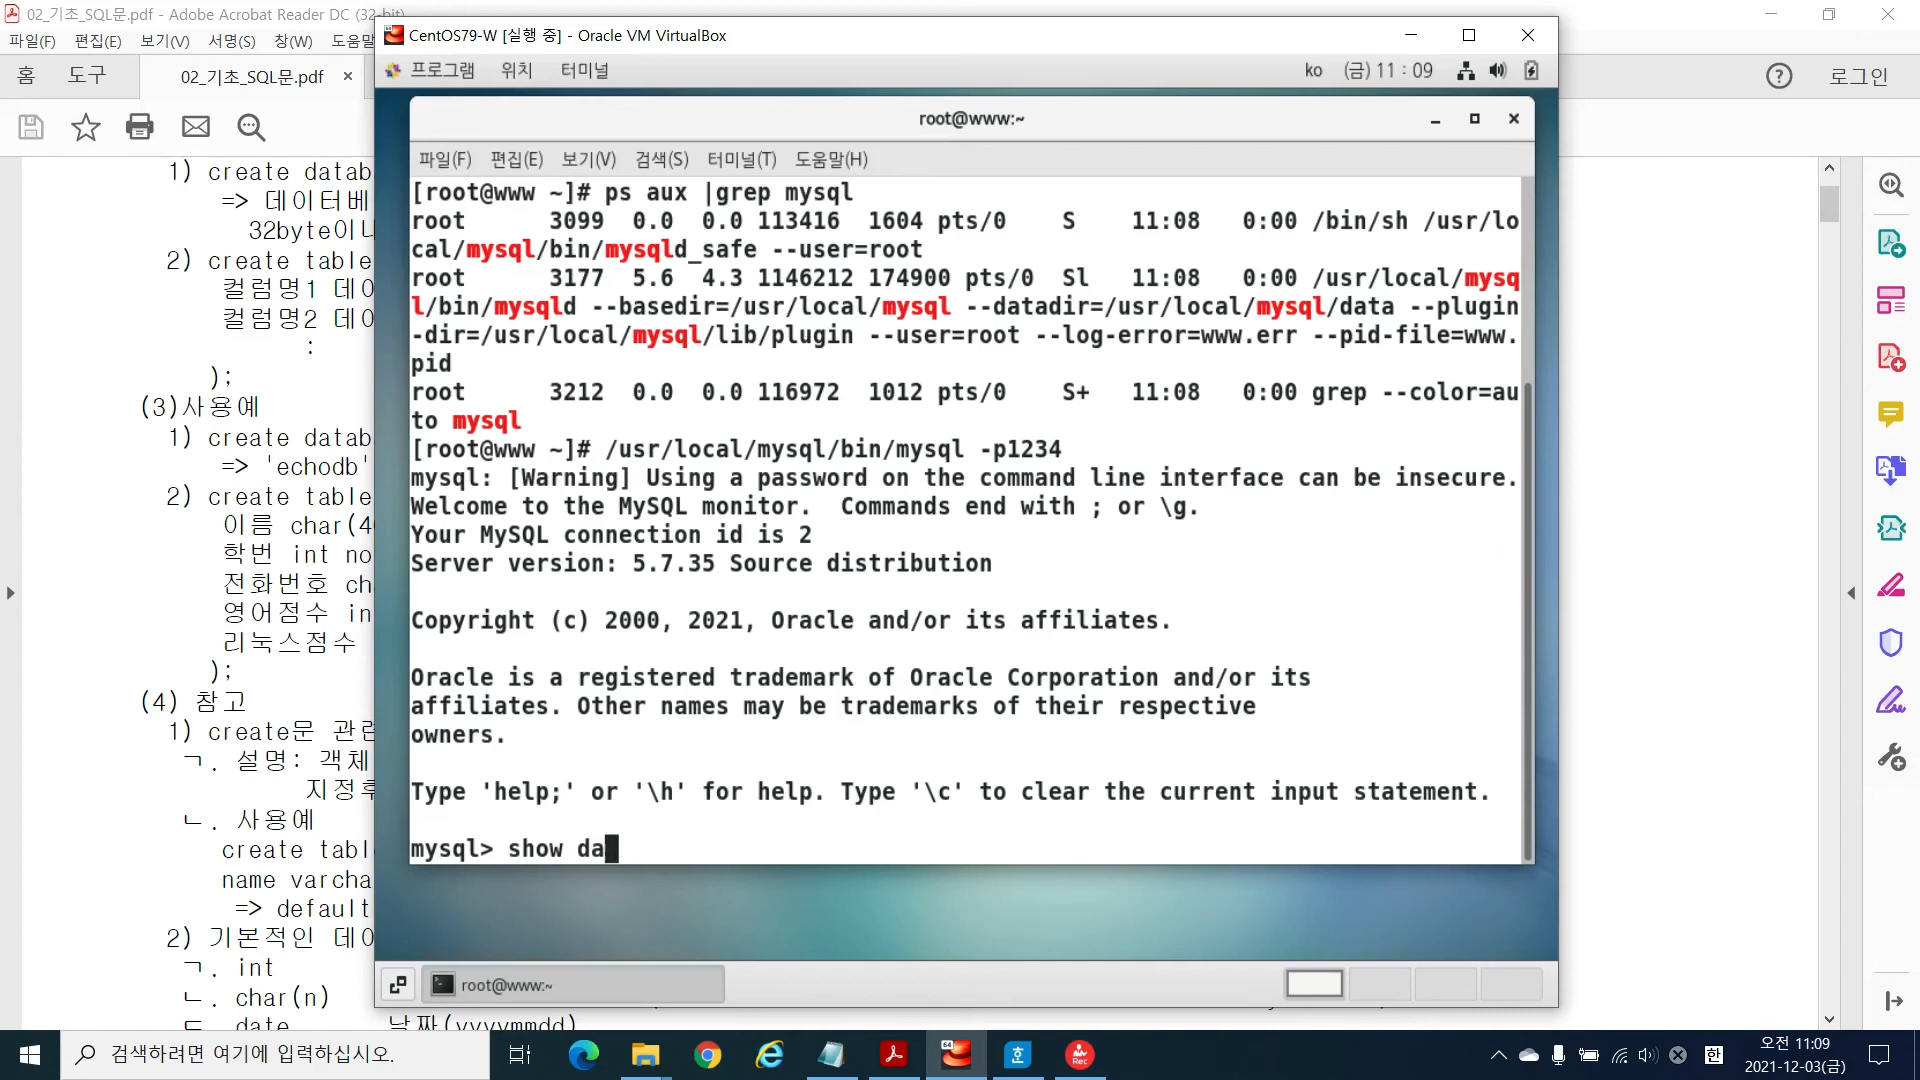 02_기초_SQL문.pdf - Adobe Acrobat Reader DC (32-bit)
파일(F) 편집(E) 보기(V) 서명(S) 창(W) 도움말
홈 도구 02_기초_SQL문.pdf × 로그인
1) create datab
=> 데이터베
32byte이
2) create table
컬럼명1 데이
컬럼명2 데이
:
);
(3)사용예
1) create datab
=> 'echodb'
2) create table
이름 char(4
학번 int no
전화번호 ch
영어점수 in
리눅스점수
);
(4) 참고
1) create문 관련
ㄱ. 설명: 객체
지정후
ㄴ. 사용예
create tabl
name varcha
=> default
2) 기본적인 데이
ㄱ. int
ㄴ. char(n)
ㄷ. date 날짜(yyyymmdd)
CentOS79-W [실행 중] - Oracle VM VirtualBox
프로그램 위치 터미널 ko (금) 11 : 09
root@www:~
파일(F) 편집(E) 보기(V) 검색(S) 터미널(T) 도움말(H)
[root@www ~]# ps aux |grep mysql
root 3099 0.0 0.0 113416 1604 pts/0 S 11:08 0:00 /bin/sh /usr/lo
cal/mysql/bin/mysqld_safe --user=root
root 3177 5.6 4.3 1146212 174900 pts/0 Sl 11:08 0:00 /usr/local/mysq
l/bin/mysqld --basedir=/usr/local/mysql --datadir=/usr/local/mysql/data --plugin
-dir=/usr/local/mysql/lib/plugin --user=root --log-error=www.err --pid-file=www.
pid
root 3212 0.0 0.0 116972 1012 pts/0 S+ 11:08 0:00 grep --color=au
to mysql
[root@www ~]# /usr/local/mysql/bin/mysql -p1234
mysql: [Warning] Using a password on the command line interface can be insecure.
Welcome to the MySQL monitor.  Commands end with ; or \g.
Your MySQL connection id is 2
Server version: 5.7.35 Source distribution
Copyright (c) 2000, 2021, Oracle and/or its affiliates.
Oracle is a registered trademark of Oracle Corporation and/or its
affiliates. Other names may be trademarks of their respective
owners.
Type 'help;' or '\h' for help. Type '\c' to clear the current input statement.
mysql> show da
root@www:~
검색하려면 여기에 입력하십시오.
64
호
Rec
한
오전 11:09
2021-12-03(금)